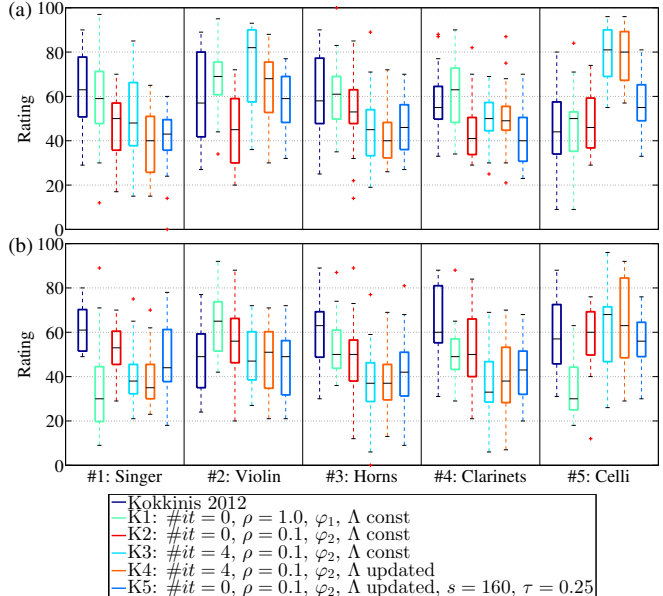 (a)
Rating
100
80
60
40
20
0
(b)
Rating
100
80
60
40
20
0
#1: Singer #2: Violin #3: Horns #4: Clarinets #5: Celli
Kokkinis 2012
K1: #it = 0, ρ = 1.0, φ₁, Λ const
K2: #it = 0, ρ = 0.1, φ₂, Λ const
K3: #it = 4, ρ = 0.1, φ₂, Λ const
K4: #it = 4, ρ = 0.1, φ₂, Λ updated
K5: #it = 0, ρ = 0.1, φ₂, Λ updated, s = 160, τ = 0.25